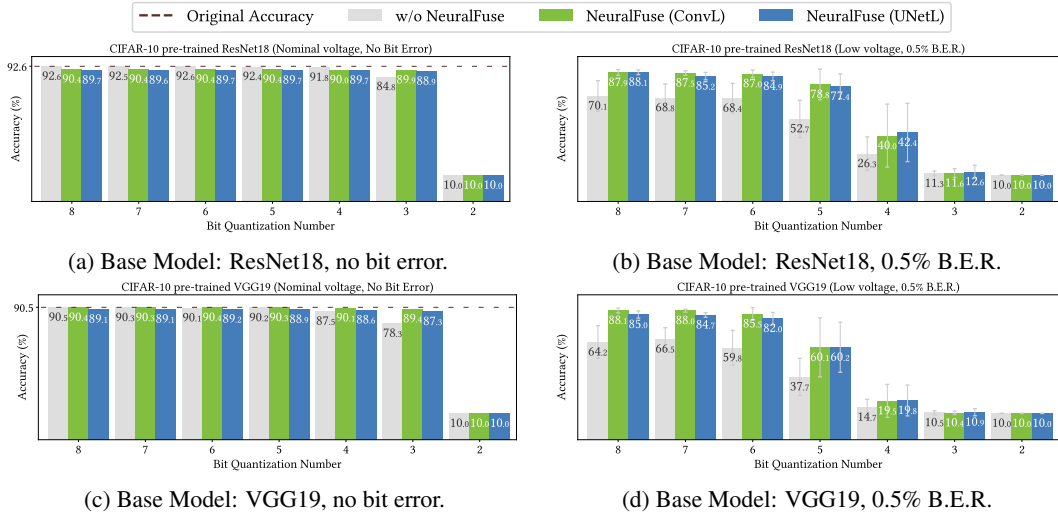 Original Accuracy w/o NeuralFuse NeuralFuse (ConvL) NeuralFuse (UNetL)
CIFAR-10 pre-trained ResNet18 (Nominal voltage, No Bit Error)
92.6
Accuracy (%)
92.6 90.4 89.7 92.5 90.4 89.6 92.6 90.4 89.7 92.4 90.4 89.7 91.8 90.6 89.7 84.8 89.9 88.9 10.0 10.0 10.0
8 7 6 5 4 3 2
Bit Quantization Number
(a) Base Model: ResNet18, no bit error.
CIFAR-10 pre-trained ResNet18 (Low voltage, 0.5% B.E.R.)
Accuracy (%)
70.1 87.9 88.1 68.8 87.5 85.2 68.4 87.0 84.9 52.7 78.8 77.4 26.3 40.0 42.4 11.3 11.6 12.6 10.0 10.0 10.0
8 7 6 5 4 3 2
Bit Quantization Number
(b) Base Model: ResNet18, 0.5% B.E.R.
CIFAR-10 pre-trained VGG19 (Nominal voltage, No Bit Error)
90.5
Accuracy (%)
90.5 90.4 89.1 90.3 90.3 89.1 90.1 90.4 89.2 90.2 90.3 88.9 87.5 90.1 88.6 78.3 89.4 87.3 10.0 10.0 10.0
8 7 6 5 4 3 2
Bit Quantization Number
(c) Base Model: VGG19, no bit error.
CIFAR-10 pre-trained VGG19 (Low voltage, 0.5% B.E.R.)
Accuracy (%)
64.2 88.1 85.0 66.5 88.0 84.7 59.8 85.5 82.0 37.7 60.1 60.2 14.7 19.5 19.8 10.5 10.4 10.9 10.0 10.0 10.0
8 7 6 5 4 3 2
Bit Quantization Number
(d) Base Model: VGG19, 0.5% B.E.R.